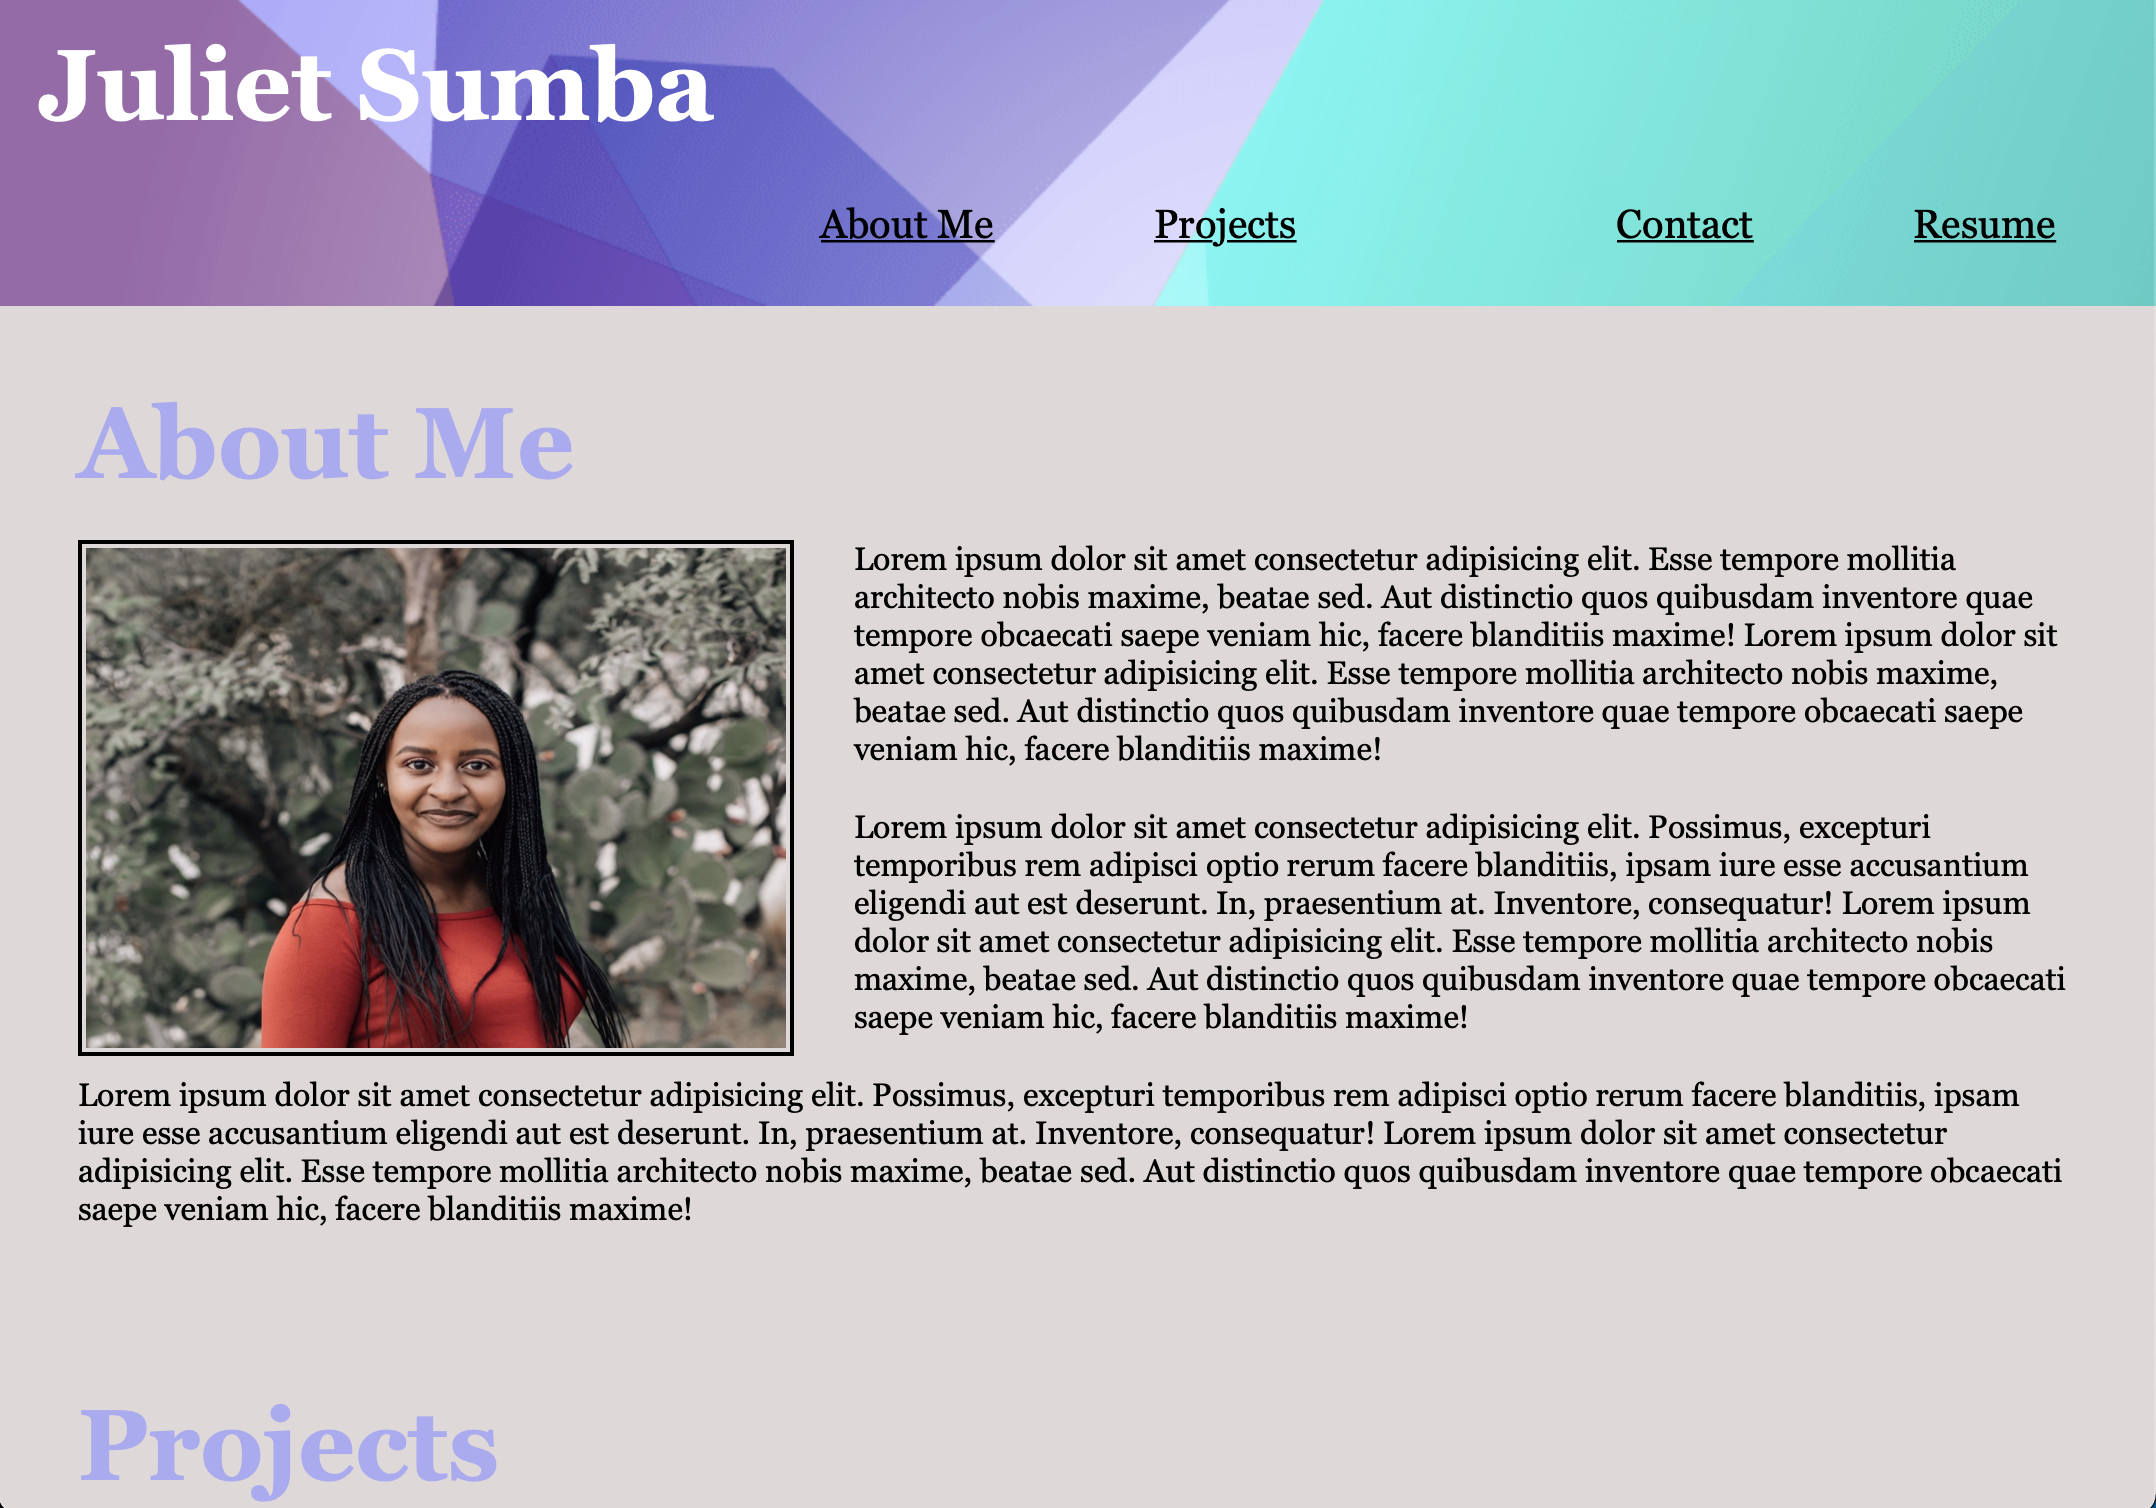 Juliet Sumba
About Me Projects Contact Resume
About Me
Lorem ipsum dolor sit amet consectetur adipisicing elit. Esse tempore mollitia
architecto nobis maxime, beatae sed. Aut distinctio quos quibusdam inventore quae
tempore obcaecati saepe veniam hic, facere blanditiis maxime! Lorem ipsum dolor sit
amet consectetur adipisicing elit. Esse tempore mollitia architecto nobis maxime,
beatae sed. Aut distinctio quos quibusdam inventore quae tempore obcaecati saepe
veniam hic, facere blanditiis maxime!
Lorem ipsum dolor sit amet consectetur adipisicing elit. Possimus, excepturi
temporibus rem adipisci optio rerum facere blanditiis, ipsam iure esse accusantium
eligendi aut est deserunt. In, praesentium at. Inventore, consequatur! Lorem ipsum
dolor sit amet consectetur adipisicing elit. Esse tempore mollitia architecto nobis
maxime, beatae sed. Aut distinctio quos quibusdam inventore quae tempore obcaecati
saepe veniam hic, facere blanditiis maxime!
Lorem ipsum dolor sit amet consectetur adipisicing elit. Possimus, excepturi temporibus rem adipisci optio rerum facere blanditiis, ipsam
iure esse accusantium eligendi aut est deserunt. In, praesentium at. Inventore, consequatur! Lorem ipsum dolor sit amet consectetur
adipisicing elit. Esse tempore mollitia architecto nobis maxime, beatae sed. Aut distinctio quos quibusdam inventore quae tempore obcaecati
saepe veniam hic, facere blanditiis maxime!
Projects